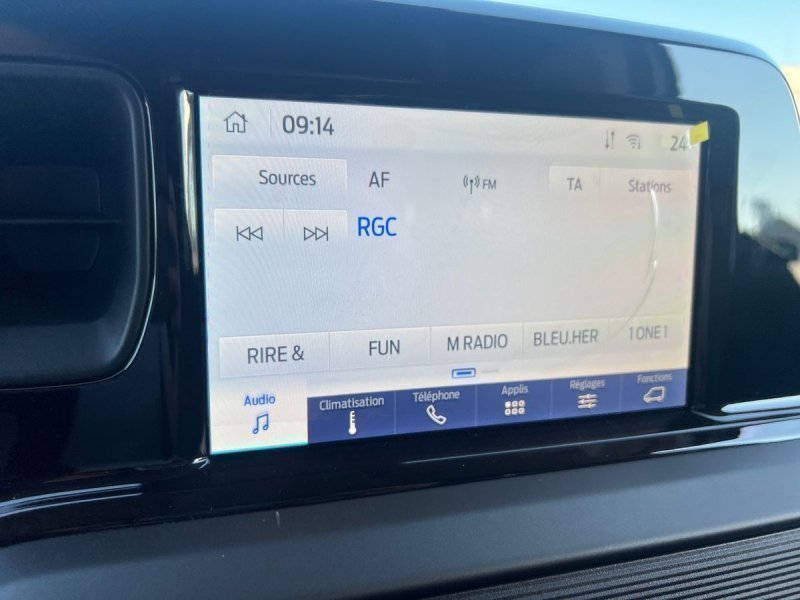 09:14 24
Sources AF FM TA Stations
RGC
RIRE & FUN M RADIO BLEU.HER 1 ONE 1
Audio Climatisation Téléphone Applis Réglages Fonctions